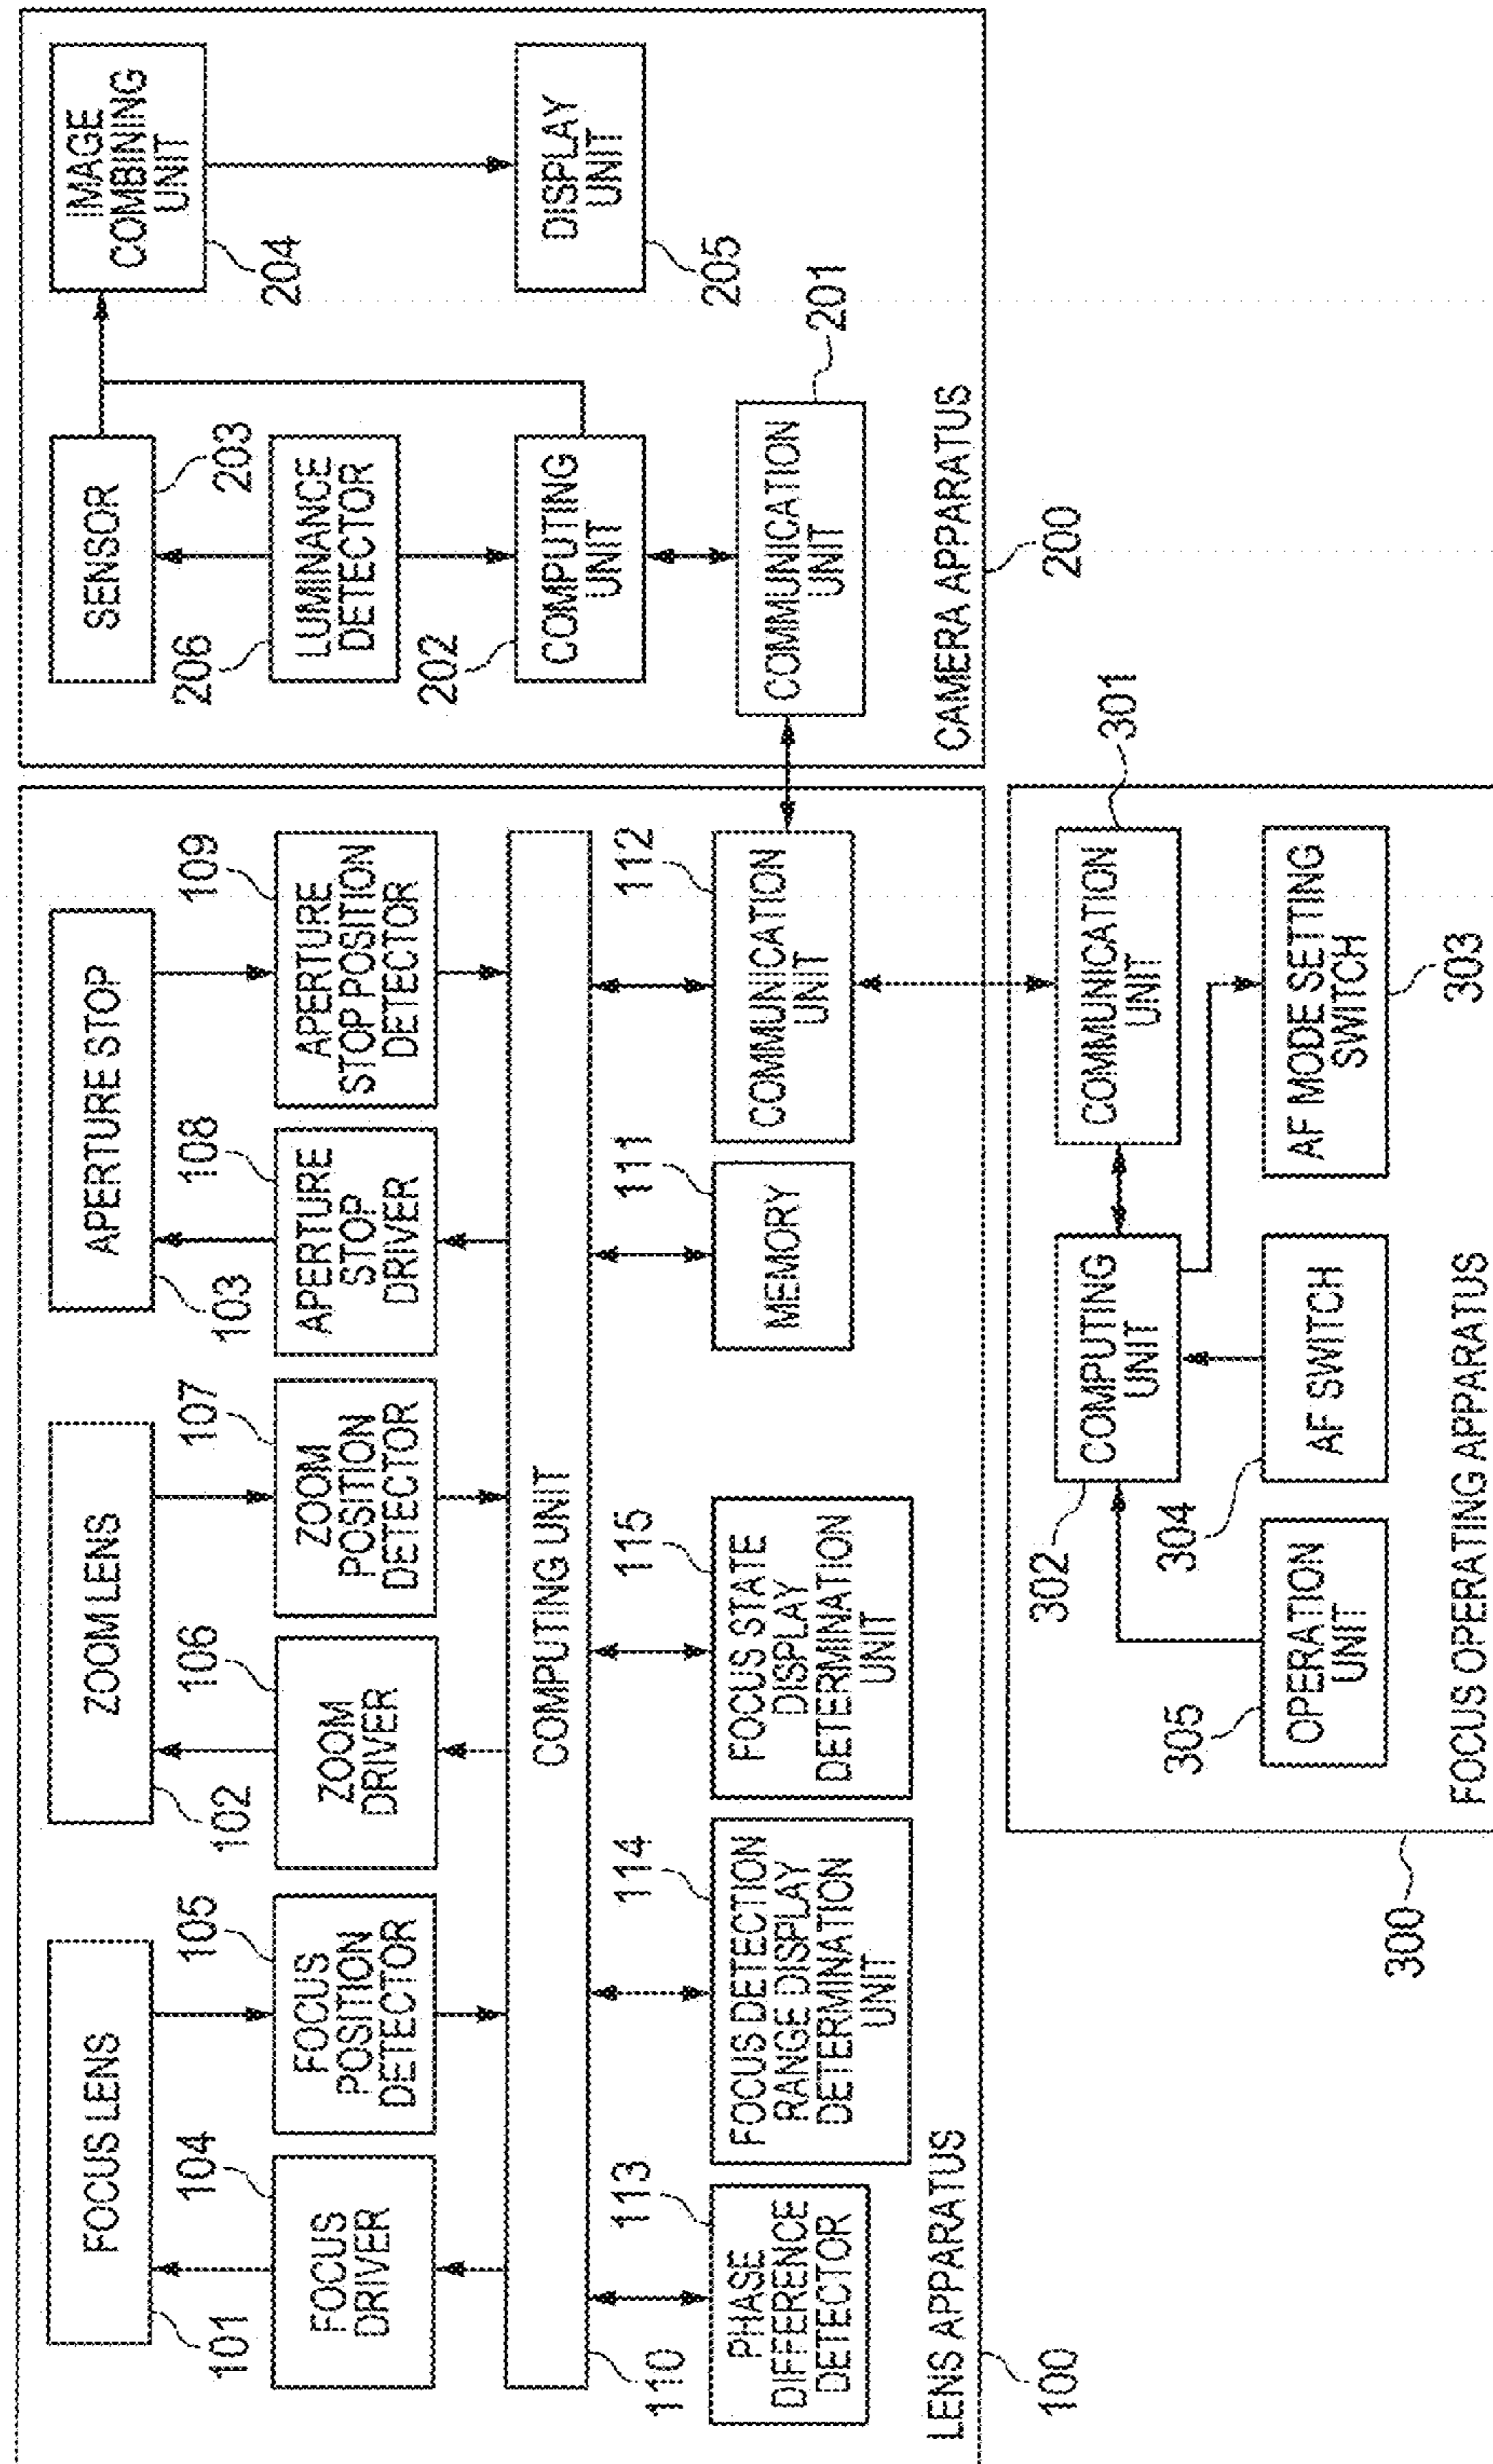 FOCUS LENS
101
ZOOM LENS
102
APERTURE STOP
103
104
FOCUS
DRIVER
105
FOCUS
POSITION
DETECTOR
106
ZOOM
DRIVER
107
ZOOM
POSITION
DETECTOR
108
APERTURE
STOP
DRIVER
109
APERTURE
STOP POSITION
DETECTOR
COMPUTING UNIT
110
113
PHASE
DIFFERENCE
DETECTOR
114
FOCUS DETECTION
RANGE DISPLAY
DETERMINATION
UNIT
115
FOCUS STATE
DISPLAY
DETERMINATION
UNIT
111
MEMORY
112
COMMUNICATION
UNIT
LENS APPARATUS
100
SENSOR
203
IMAGE
COMBINING
UNIT
204
206
LUMINANCE
DETECTOR
202
COMPUTING
UNIT
DISPLAY
UNIT
205
COMMUNICATION
UNIT
201
CAMERA APPARATUS
200
302
COMPUTING
UNIT
COMMUNICATION
UNIT
301
305
OPERATION
UNIT
304
AF SWITCH
AF MODE SETTING
SWITCH
303
FOCUS OPERATING APPARATUS
300